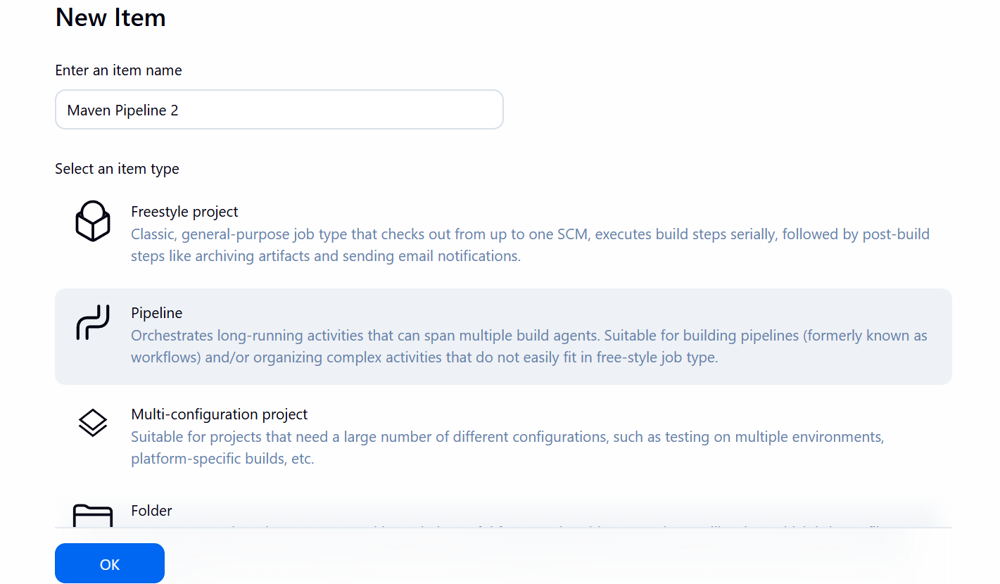 New Item
Enter an item name
Maven Pipeline 2
Select an item type
Freestyle project
Classic, general-purpose job type that checks out from up to one SCM, executes build steps serially, followed by post-build
steps like archiving artifacts and sending email notifications.
Pipeline
Orchestrates long-running activities that can span multiple build agents. Suitable for building pipelines (formerly known as
workflows) and/or organizing complex activities that do not easily fit in free-style job type.
Multi-configuration project
Suitable for projects that need a large number of different configurations, such as testing on multiple environments,
platform-specific builds, etc.
Folder
OK